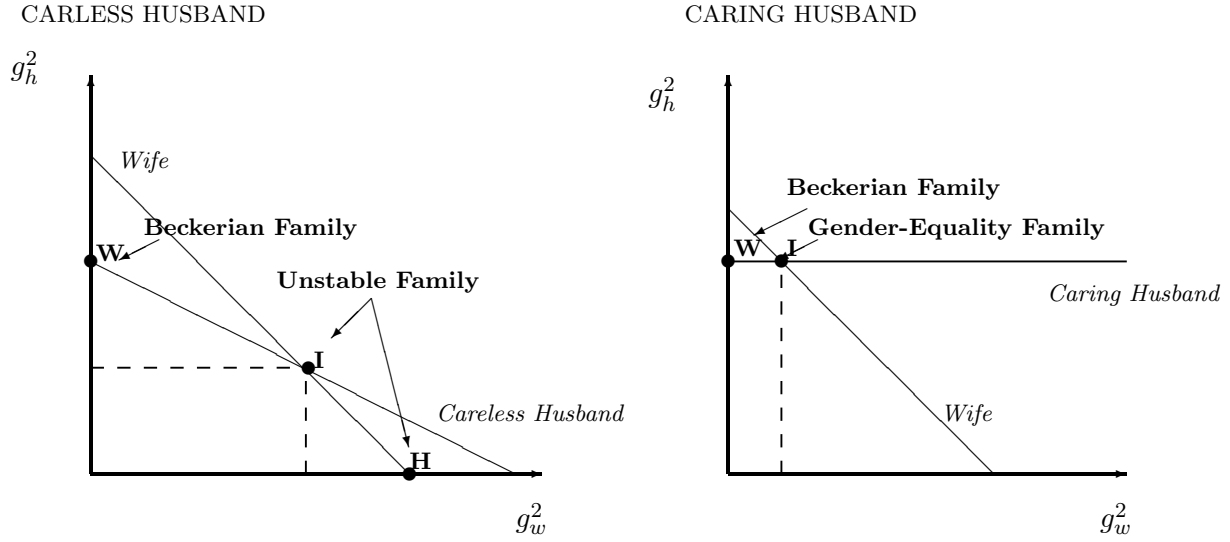 CARLESS HUSBAND
g_h^2
Wife
W
Beckerian Family
Unstable Family
I
Careless Husband
H
g_w^2
CARING HUSBAND
g_h^2
Beckerian Family
W
I
Gender-Equality Family
Caring Husband
Wife
g_w^2